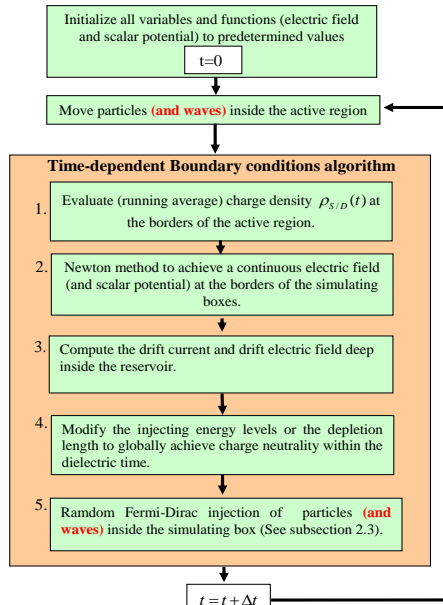 Initialize all variables and functions (electric field
and scalar potential) to predetermined values
t=0
Move particles (and waves) inside the active region
Time-dependent Boundary conditions algorithm
1. Evaluate (running average) charge density ρ_{S/D}(t) at
the borders of the active region.
2. Newton method to achieve a continuous electric field
(and scalar potential) at the borders of the simulating
boxes.
3. Compute the drift current and drift electric field deep
inside the reservoir.
4. Modify the injecting energy levels or the depletion
length to globally achieve charge neutrality within the
dielectric time.
5. Ramdom Fermi-Dirac injection of particles (and
waves) inside the simulating box (See subsection 2.3).
t = t + Δt